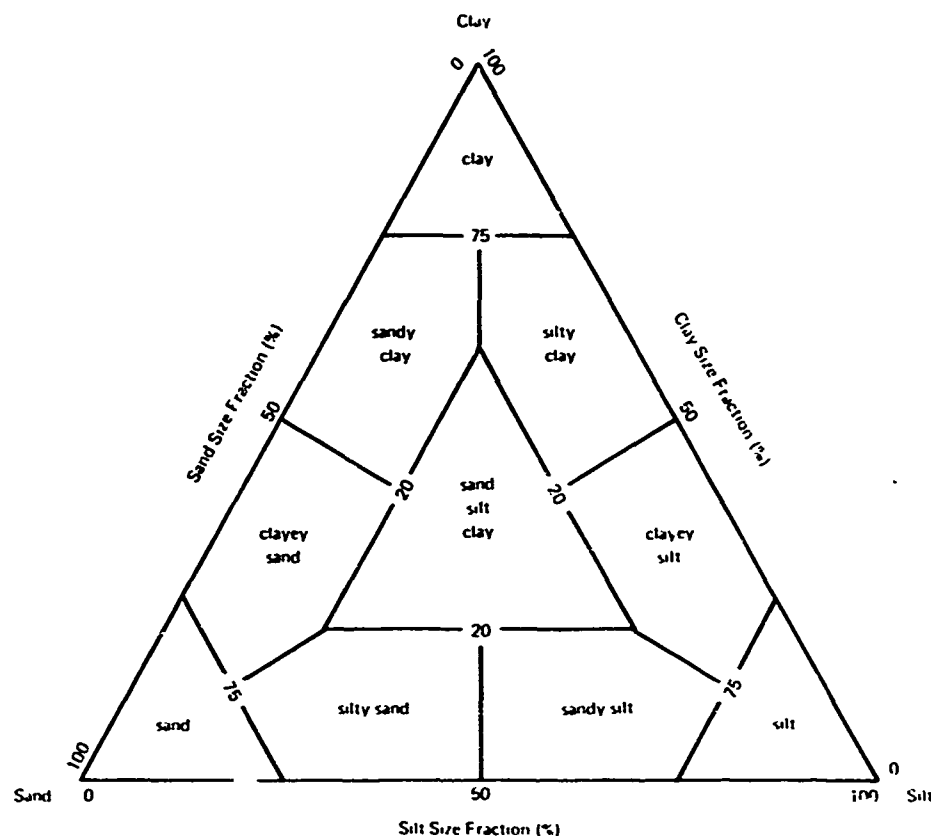 Clay
0 100
clay
75
sandy
clay
silty
clay
Sand Size Fraction (%)
Clay Size Fraction (%)
50
50
20
20
sand
silt
clay
clayey
sand
clayey
silt
20
75
75
sand
silty sand
sandy silt
silt
100
0
Sand
0
50
100
Silt
Silt Size Fraction (%)